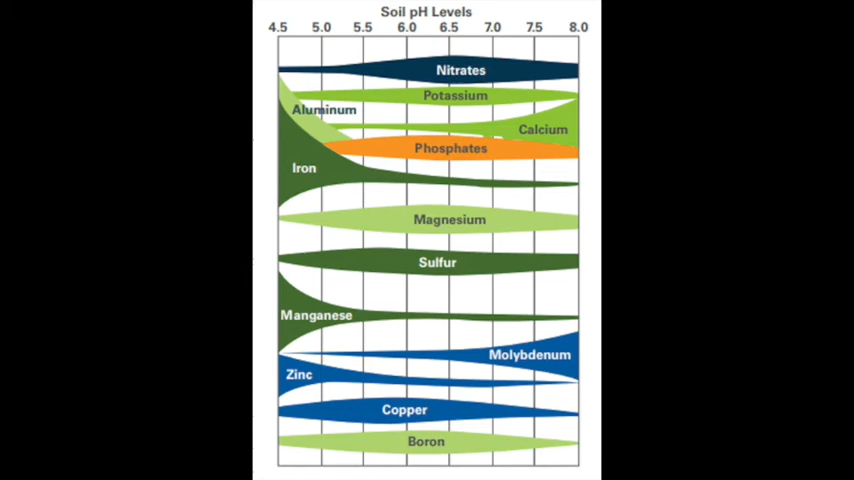 Soil pH Levels
4.5 5.0 5.5 6.0 6.5 7.0 7.5 8.0
Nitrates
Potassium
Aluminum
Calcium
Phosphates
Iron
Magnesium
Sulfur
Manganese
Molybdenum
Zinc
Copper
Boron